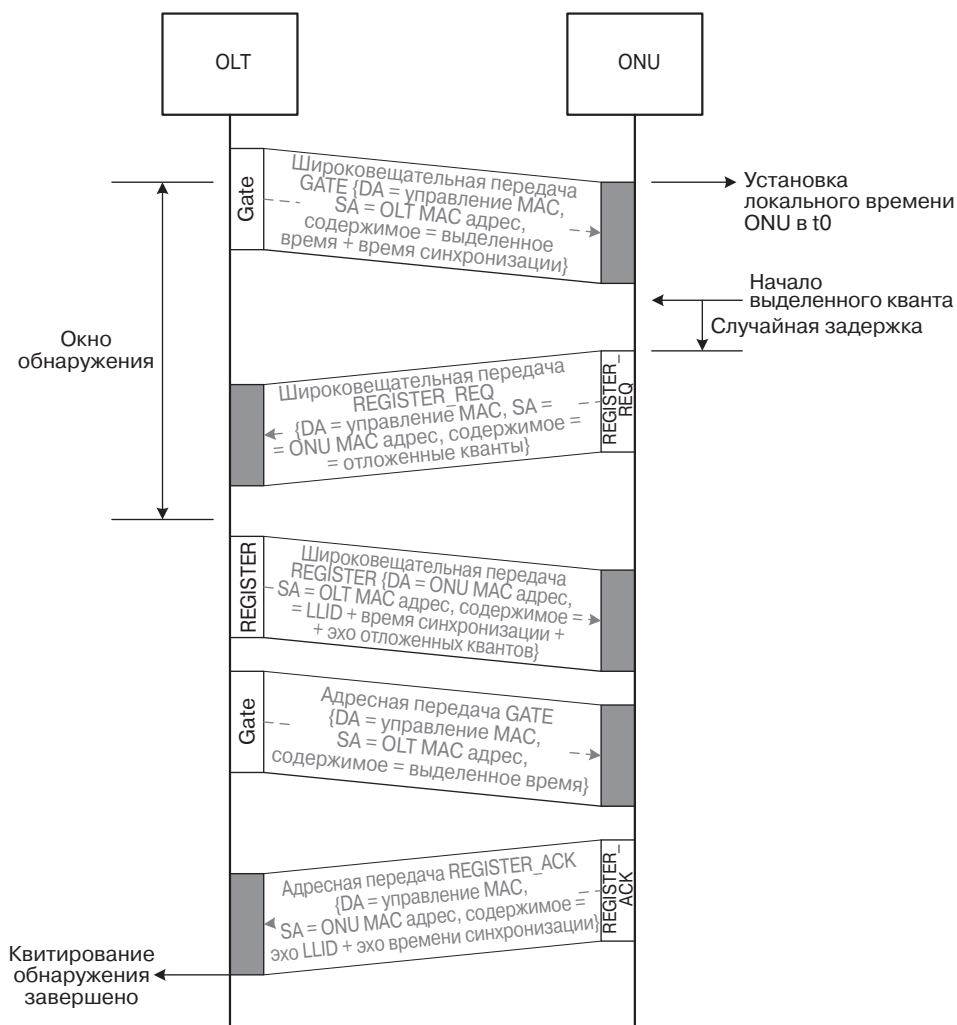 OLT
ONU
Gate
Широковещательная передача
GATE {DA = управление MAC,
SA = OLT MAC адрес,
содержимое = выделенное
время + время синхронизации}
Установка
локального времени
ONU в t0
Начало
выделенного кванта
Случайная задержка
Окно
обнаружения
Широковещательная передача
REGISTER_REQ
{DA = управление MAC, SA =
= ONU MAC адрес, содержимое =
= отложенные кванты}
REGISTER_
REQ
REGISTER
Широковещательная передача
REGISTER {DA = ONU MAC адрес,
SA = OLT MAC адрес, содержимое =
= LLID + время синхронизации +
+ эхо отложенных квантов}
Gate
Адресная передача GATE
{DA = управление MAC,
SA = OLT MAC адрес,
содержимое = выделенное время}
Адресная передача REGISTER_ACK
{DA = управление MAC,
SA = ONU MAC адрес, содержимое =
эхо LLID + эхо времени синхронизации}
REGISTER_
ACK
Квитирование
обнаружения
завершено